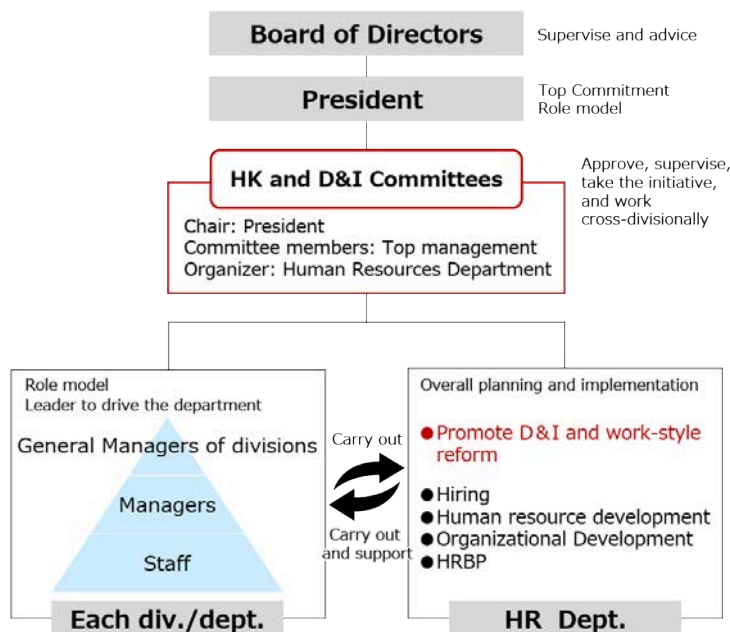 Board of Directors
Supervise and advice
President
Top Commitment
Role model
HK and D&I Committees
Approve, supervise,
take the initiative,
and work
cross-divisionally
Chair: President
Committee members: Top management
Organizer: Human Resources Department
Role model
Leader to drive the department
General Managers of divisions
Managers
Staff
Each div./dept.
Carry out
Carry out
and support
Overall planning and implementation
●Promote D&I and work-style
reform
●Hiring
●Human resource development
●Organizational Development
●HRBP
HR Dept.